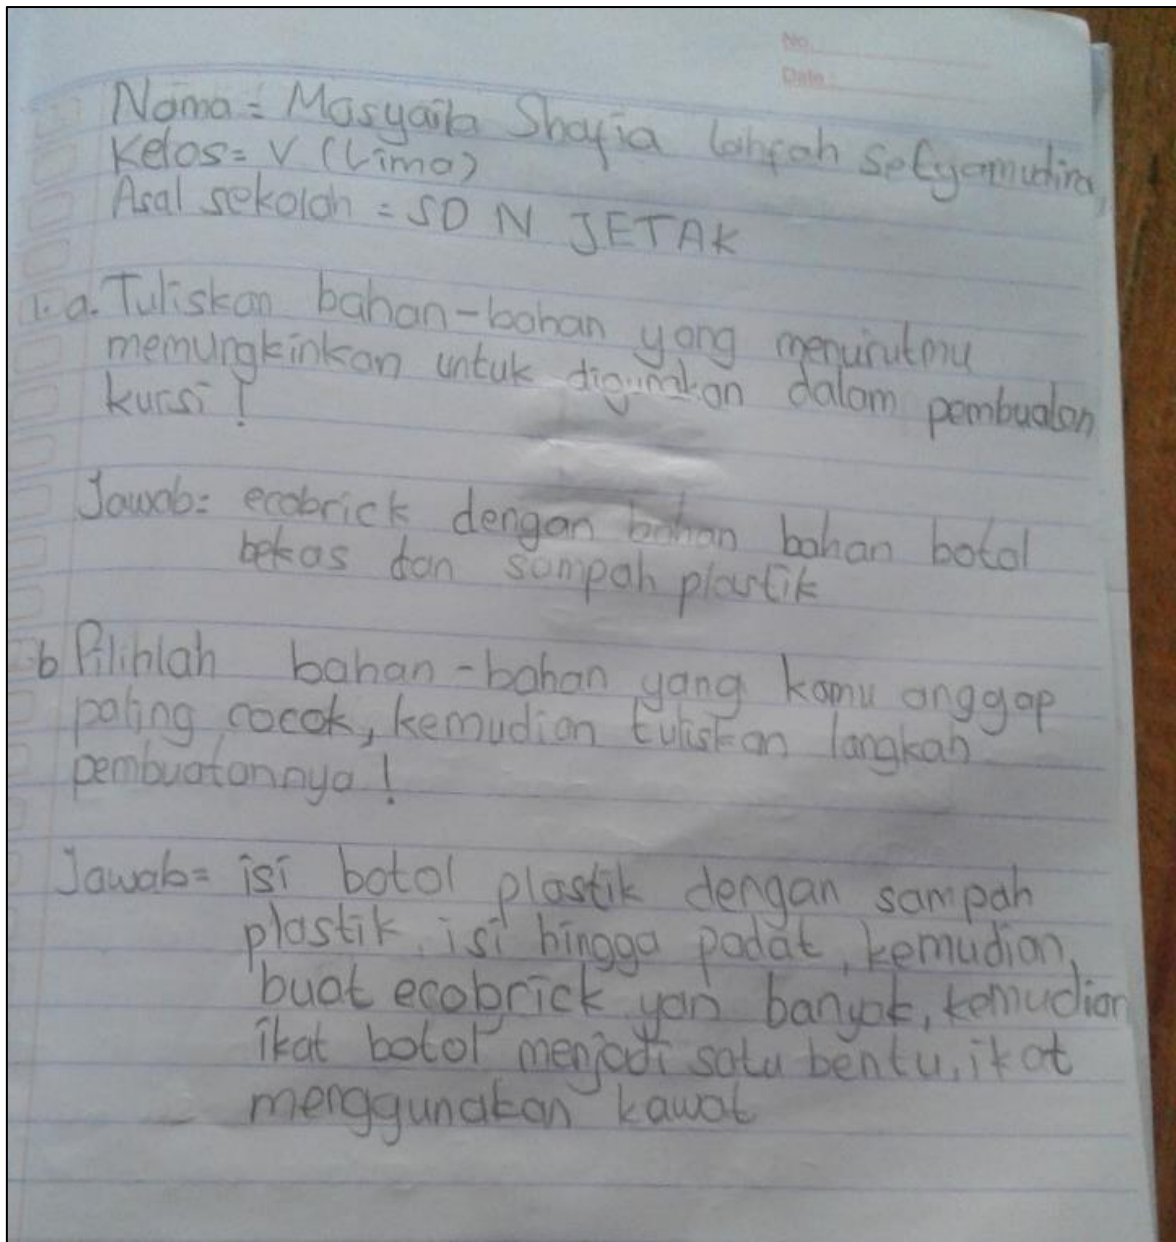 No.
Date :
Nama = Masyaila Shafia Setyamudina
Kelas = V (Lima)
Asal sekolah = SD N JETAK
1. a. Tuliskan bahan-bahan yang menurutmu
memungkinkan untuk digunakan dalam pembuatan
kursi !
Jawab = ecobrick dengan bahan bahan botol
bekas dan sampah plastik
b Pilihlah bahan-bahan yang kamu anggap
paling cocok, kemudian tuliskan langkah
pembuatannya !
Jawab = isi botol plastik dengan sampah
plastik, isi hingga padat, kemudian,
buat ecobrick yan banyak, kemudian
ikat botol menjadi satu bentu, ikat
menggunakan kawat